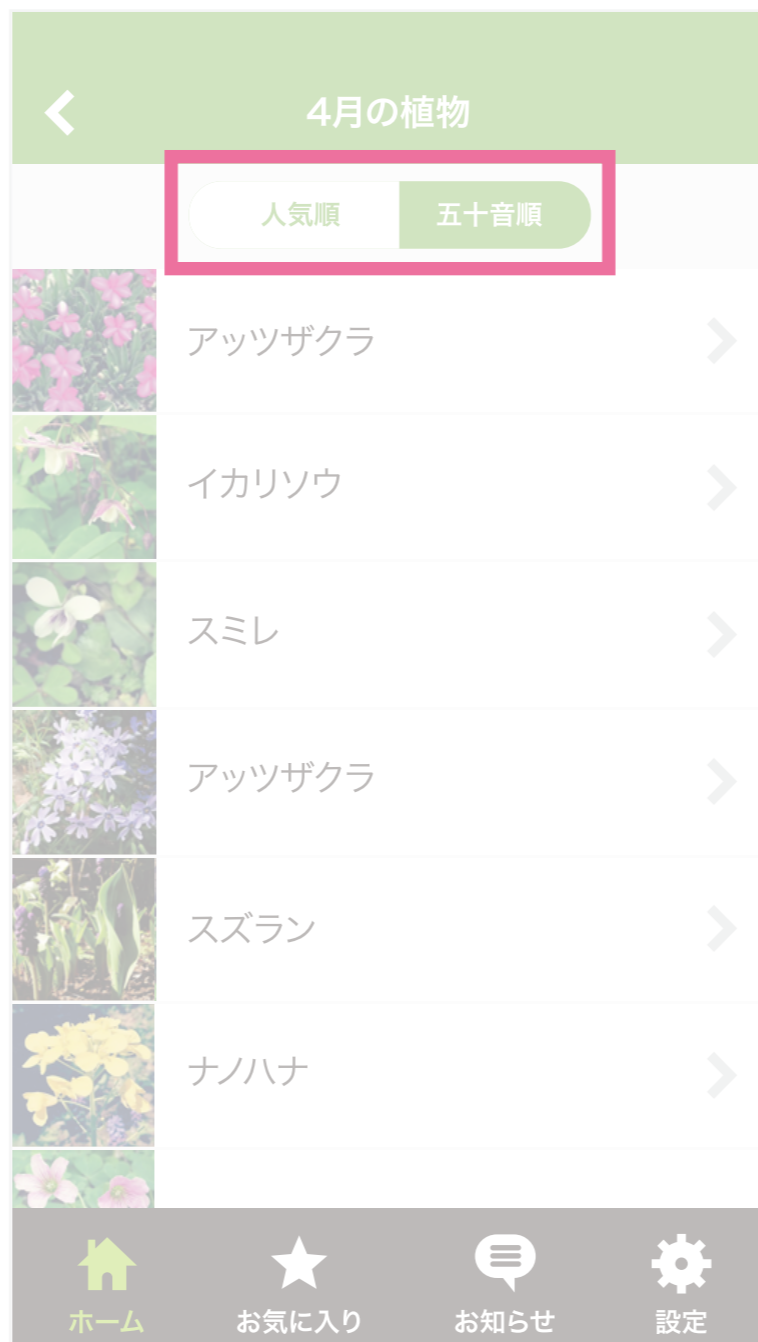 4月の植物
人気順 五十音順
アッツザクラ
イカリソウ
スミレ
アッツザクラ
スズラン
ナノハナ
ホーム お気に入り お知らせ 設定